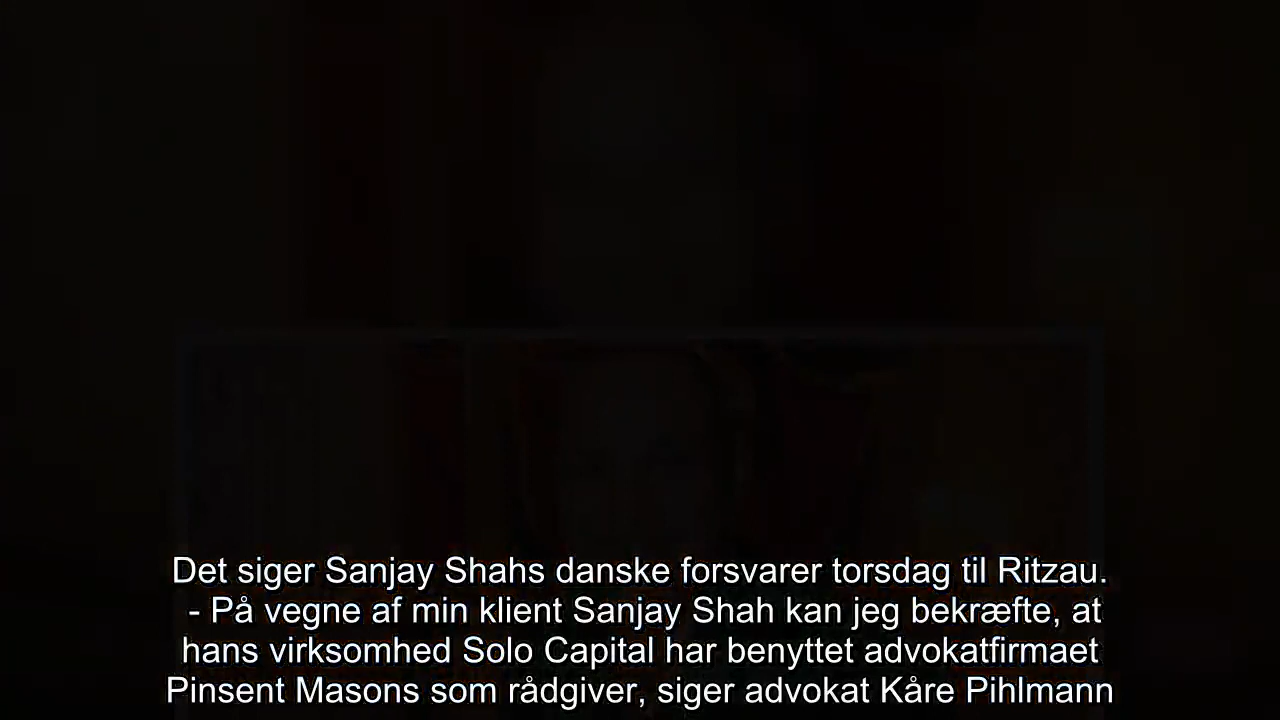 Det siger Sanjay Shahs danske forsvarer torsdag til Ritzau.
- På vegne af min klient Sanjay Shah kan jeg bekræfte, at
hans virksomhed Solo Capital har benyttet advokatfirmaet
Pinsent Masons som rådgiver, siger advokat Kåre Pihlmann